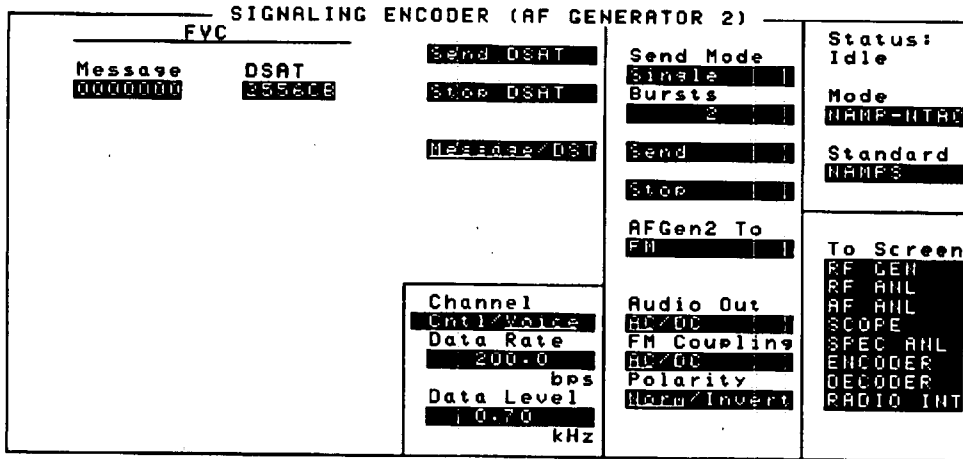 SIGNALING ENCODER (AF GENERATOR 2)
FVC
Message DSAT
0000000 2556CB
Send DSAT
Stop DSAT
Message/DST
Channel
Cntl/Voice
Data Rate
200.0
bps
Data Level
0.70
kHz
Send Mode
Single
Bursts
2
Send
Stop
AFGen2 To
FM
Audio Out
AC/DC
FM Coupling
AC/DC
Polarity
Norm/Invert
Status:
Idle
Mode
NAMP-NTAC
Standard
NAMPS
To Screen
RF GEN
RF ANL
AF ANL
SCOPE
SPEC ANL
ENCODER
DECODER
RADIO INT